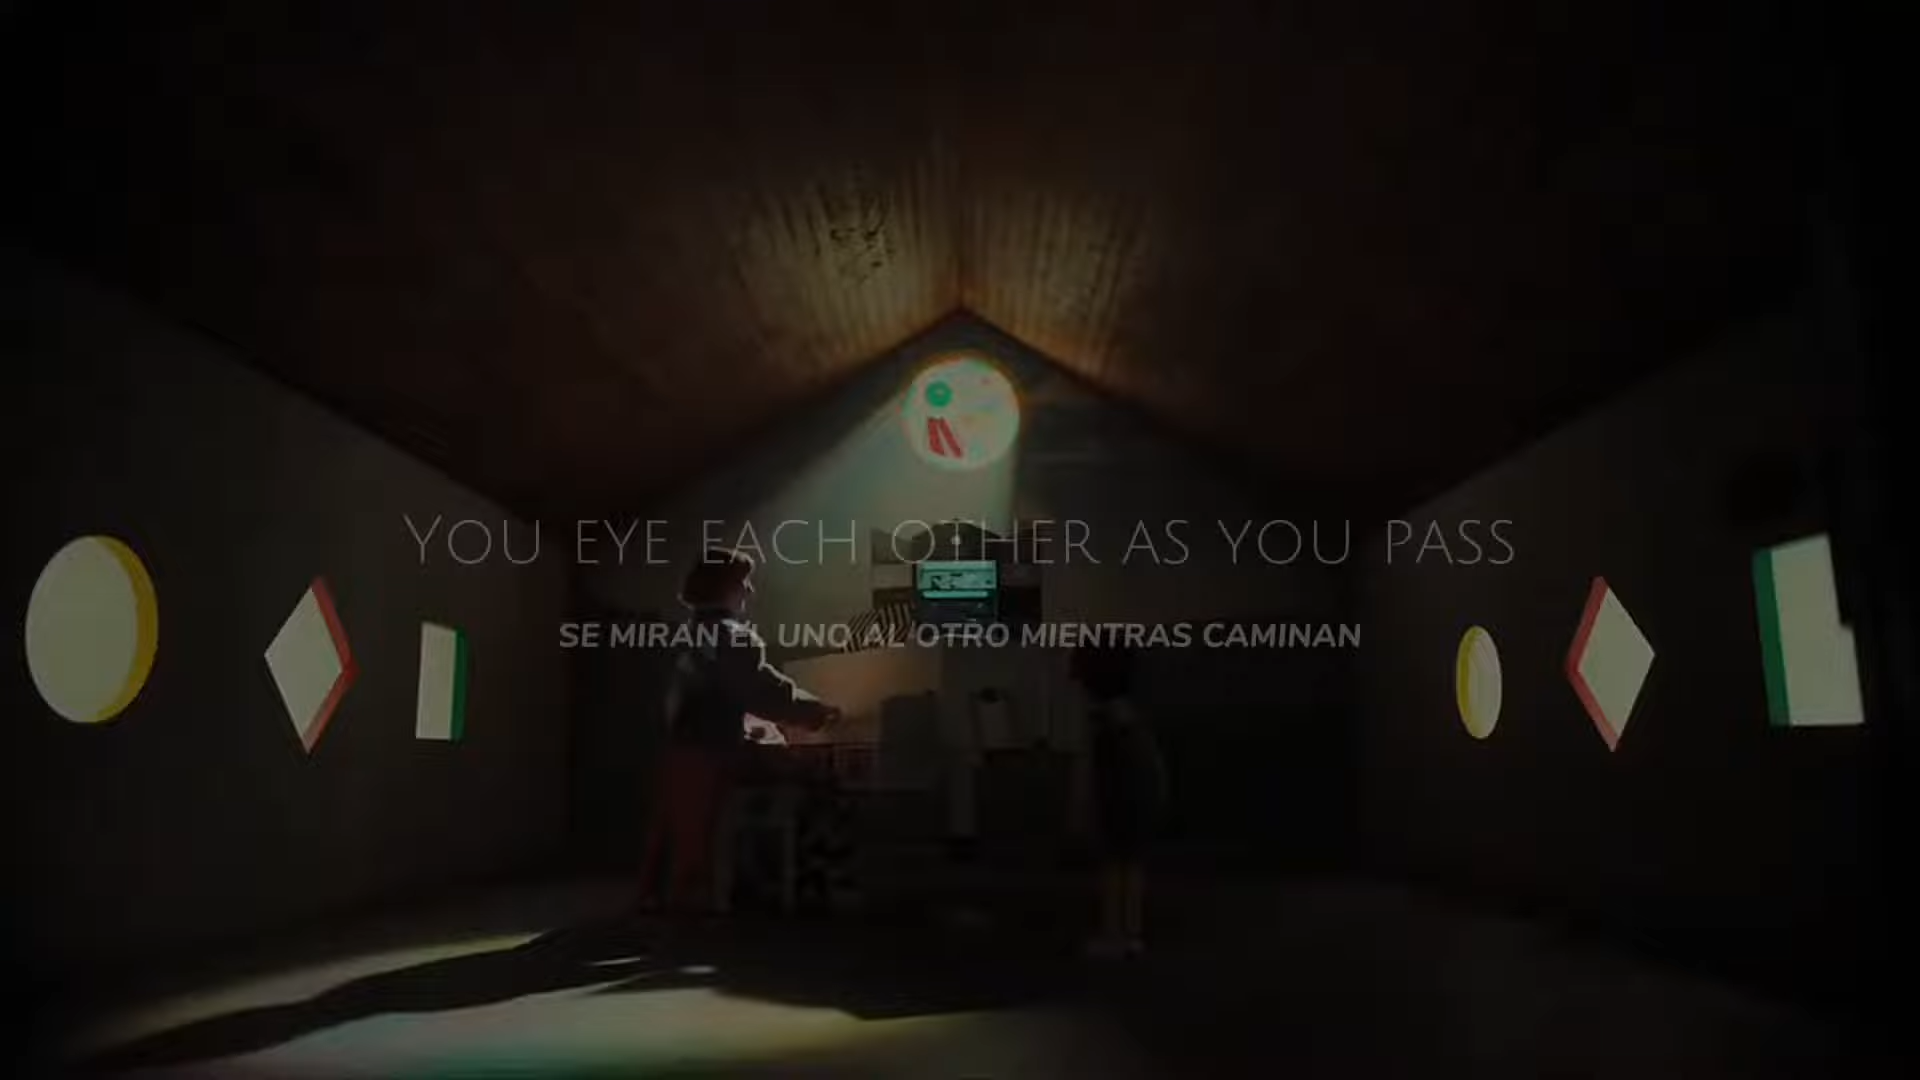 YOU EYE EACH OTHER AS YOU PASS
SE MIRAN EL UNO AL OTRO MIENTRAS CAMINAN